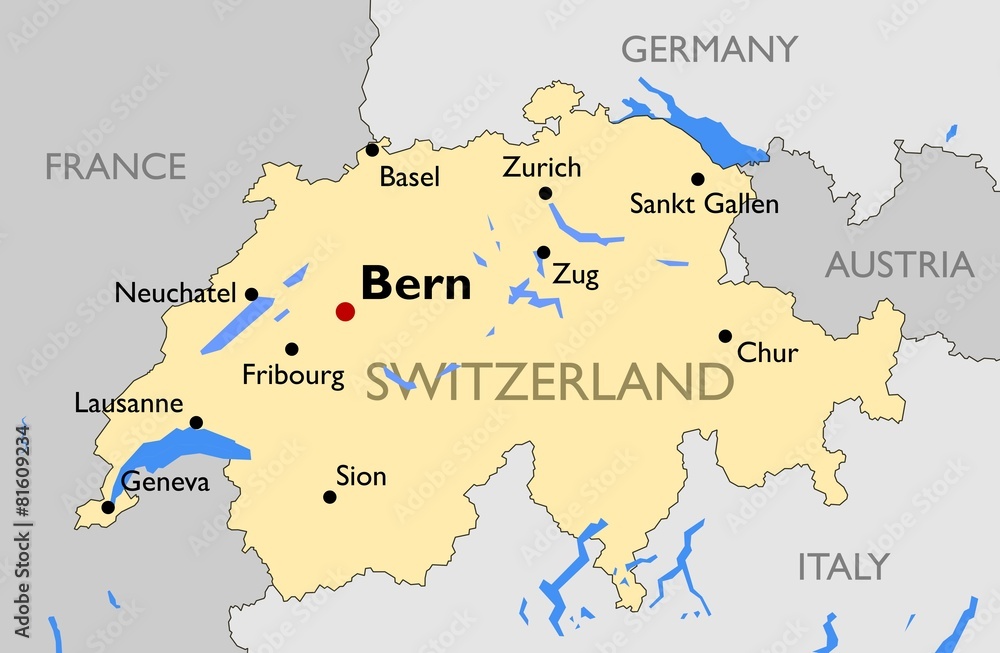 GERMANY
FRANCE
Basel
Zurich
Sankt Gallen
AUSTRIA
Zug
Bern
Neuchatel
Chur
Fribourg
SWITZERLAND
Lausanne
Geneva
Sion
ITALY
Adobe Stock | #81609234